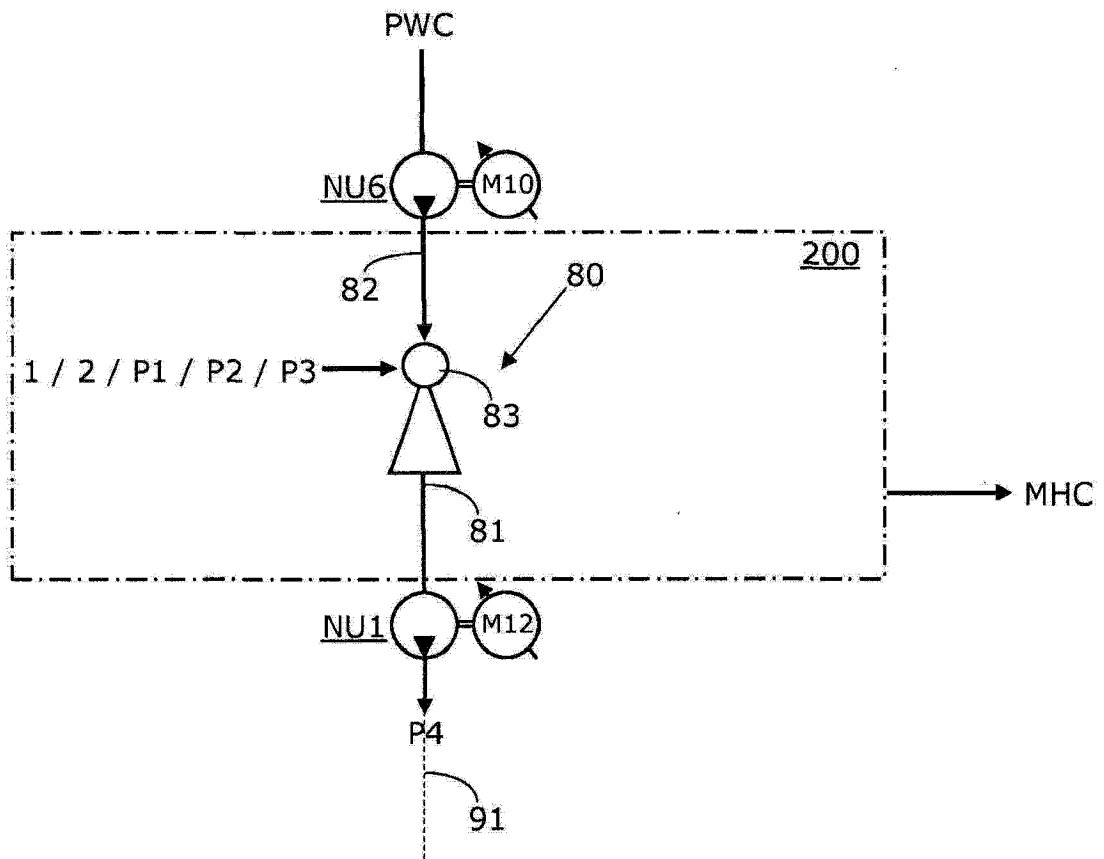 PWC
NU6
M10
200
82
80
1 / 2 / P1 / P2 / P3
83
MHC
81
NU1
M12
P4
91